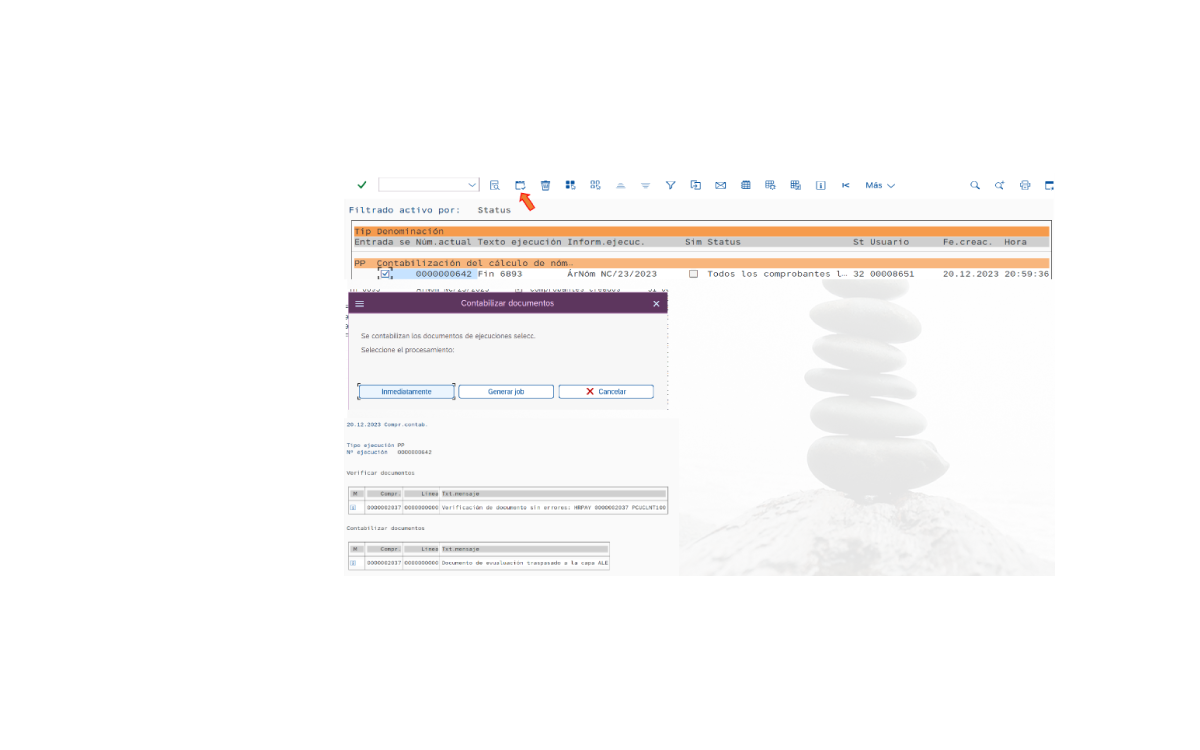 Más
Filtrado activo por: Status
Tip Denominación
Entrada se Núm.actual Texto ejecución Inform.ejecuc. Sim Status St Usuario Fe.creac. Hora
PP Contabilización del cálculo de nóm…
0000000642 Fin 6893 ÁrNóm NC/23/2023 Todos los comprobantes l… 32 00008651 20.12.2023 20:59:36
Contabilizar documentos
Se contabilizan los documentos de ejecuciones selecc.
Seleccione el procesamiento:
Inmediatamente Generar job Cancelar
20.12.2023 Compr.contab.
Tipo ejecución PP
Nº ejecución 0000000642
Verificar documentos
M Compr. Línea Txt.mensaje
0000002037 0000000000 Verificación de documento sin errores: HRPAY 0000002037
Contabilizar documentos
M Compr. Línea Txt.mensaje
0000002037 0000000000 Documento de evualuación traspasado a la capa ALE